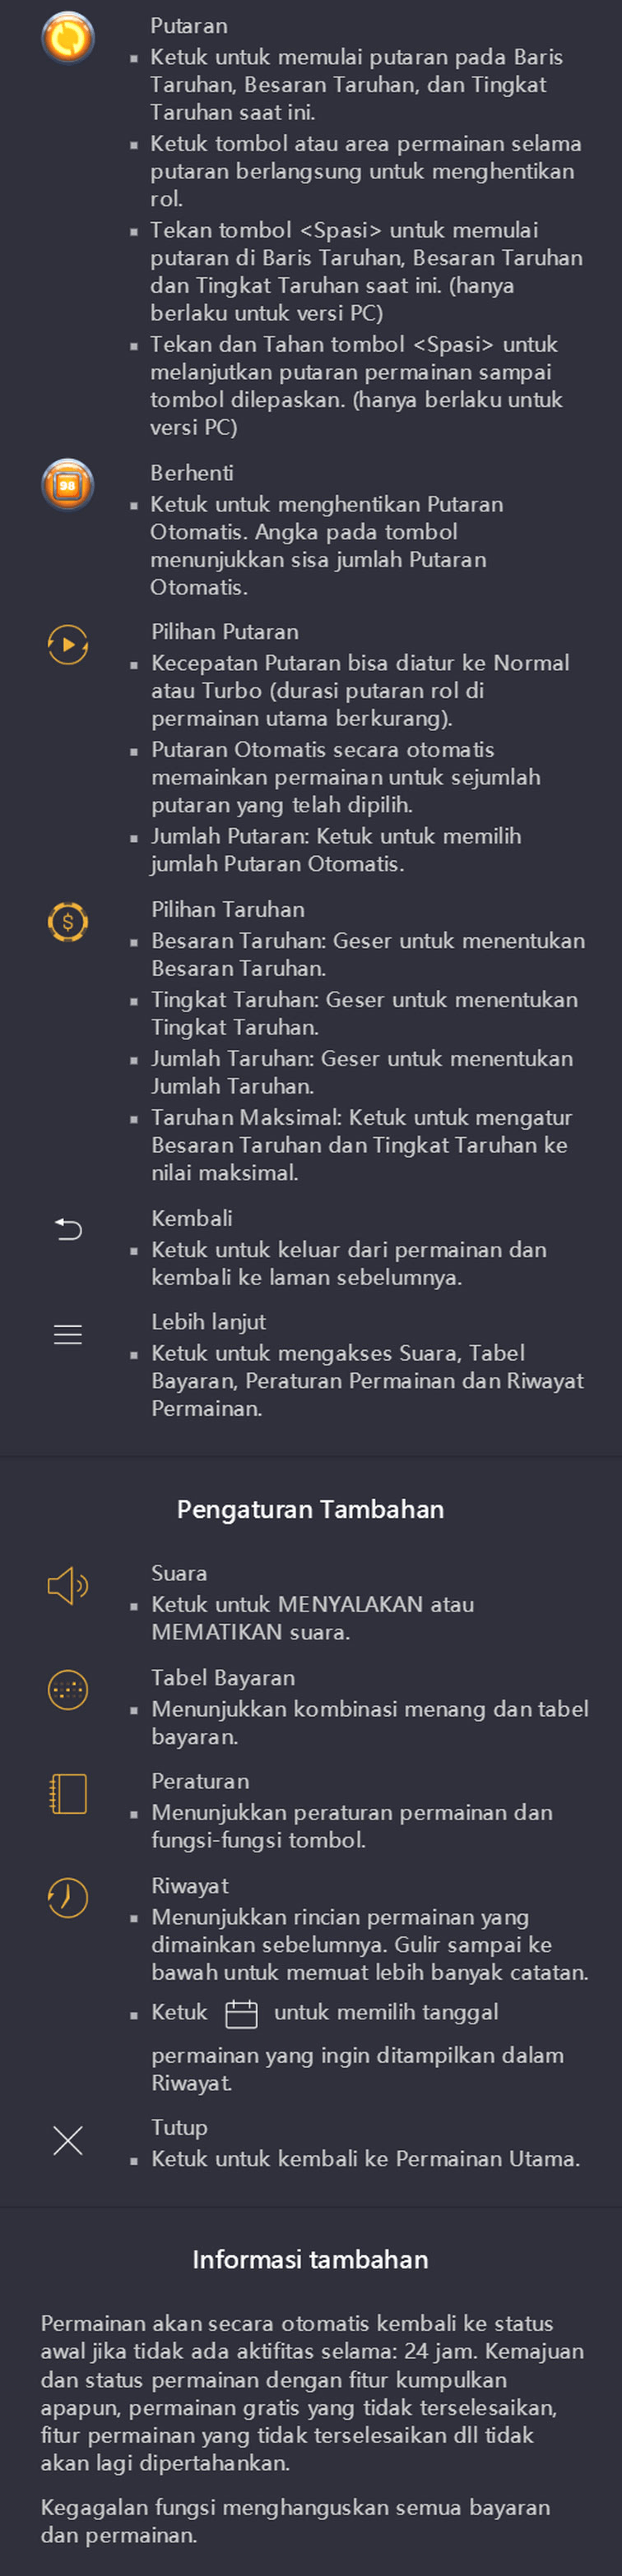 Putaran
▪ Ketuk untuk memulai putaran pada Baris
Taruhan, Besaran Taruhan, dan Tingkat
Taruhan saat ini.
▪ Ketuk tombol atau area permainan selama
putaran berlangsung untuk menghentikan
rol.
▪ Tekan tombol <Spasi> untuk memulai
putaran di Baris Taruhan, Besaran Taruhan
dan Tingkat Taruhan saat ini. (hanya
berlaku untuk versi PC)
▪ Tekan dan Tahan tombol <Spasi> untuk
melanjutkan putaran permainan sampai
tombol dilepaskan. (hanya berlaku untuk
versi PC)
98
Berhenti
▪ Ketuk untuk menghentikan Putaran
Otomatis. Angka pada tombol
menunjukkan sisa jumlah Putaran
Otomatis.
Pilihan Putaran
▪ Kecepatan Putaran bisa diatur ke Normal
atau Turbo (durasi putaran rol di
permainan utama berkurang).
▪ Putaran Otomatis secara otomatis
memainkan permainan untuk sejumlah
putaran yang telah dipilih.
▪ Jumlah Putaran: Ketuk untuk memilih
jumlah Putaran Otomatis.
$
Pilihan Taruhan
▪ Besaran Taruhan: Geser untuk menentukan
Besaran Taruhan.
▪ Tingkat Taruhan: Geser untuk menentukan
Tingkat Taruhan.
▪ Jumlah Taruhan: Geser untuk menentukan
Jumlah Taruhan.
▪ Taruhan Maksimal: Ketuk untuk mengatur
Besaran Taruhan dan Tingkat Taruhan ke
nilai maksimal.
Kembali
▪ Ketuk untuk keluar dari permainan dan
kembali ke laman sebelumnya.
Lebih lanjut
▪ Ketuk untuk mengakses Suara, Tabel
Bayaran, Peraturan Permainan dan Riwayat
Permainan.
Pengaturan Tambahan
Suara
▪ Ketuk untuk MENYALAKAN atau
MEMATIKAN suara.
Tabel Bayaran
▪ Menunjukkan kombinasi menang dan tabel
bayaran.
Peraturan
▪ Menunjukkan peraturan permainan dan
fungsi-fungsi tombol.
Riwayat
▪ Menunjukkan rincian permainan yang
dimainkan sebelumnya. Gulir sampai ke
bawah untuk memuat lebih banyak catatan.
▪ Ketuk untuk memilih tanggal
permainan yang ingin ditampilkan dalam
Riwayat.
Tutup
▪ Ketuk untuk kembali ke Permainan Utama.
Informasi tambahan
Permainan akan secara otomatis kembali ke status
awal jika tidak ada aktifitas selama: 24 jam. Kemajuan
dan status permainan dengan fitur kumpulkan
apapun, permainan gratis yang tidak terselesaikan,
fitur permainan yang tidak terselesaikan dll tidak
akan lagi dipertahankan.
Kegagalan fungsi menghanguskan semua bayaran
dan permainan.